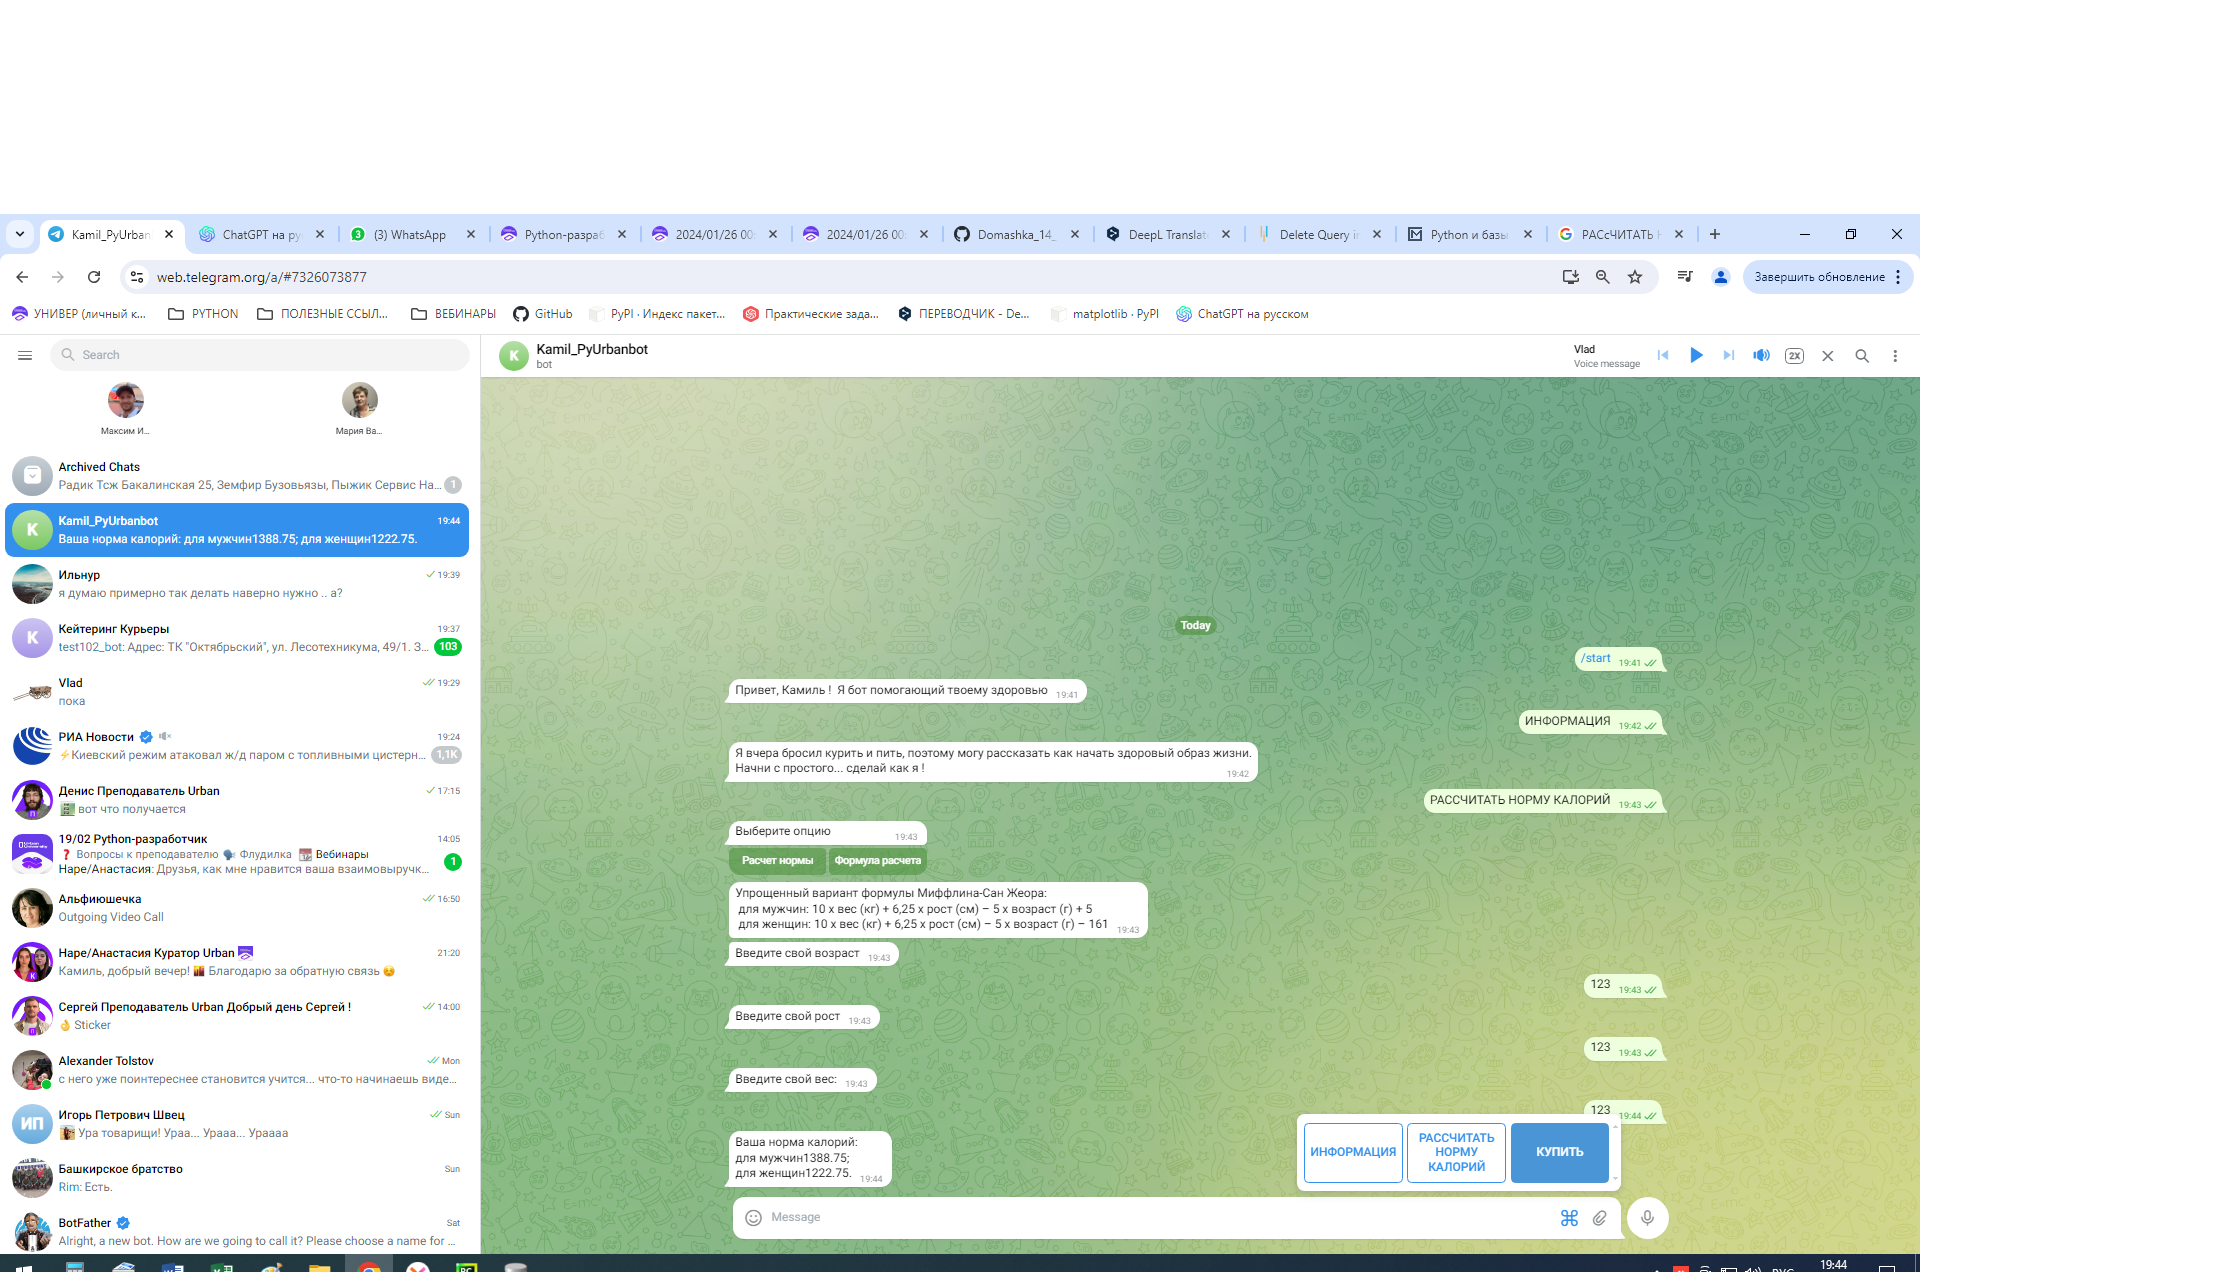 Kamil_PyUrban
ChatGPT на ру
(3) WhatsApp
Python-разраб
2024/01/26 00:
2024/01/26 00:
Domashka_14_
DeepL Translate
Delete Query i
Python и базы
РАСсЧИТАТЬ Н
web.telegram.org/a/#7326073877
Завершить обновление
УНИВЕР (личный к...
PYTHON
ПОЛЕЗНЫЕ ССЫЛ...
ВЕБИНАРЫ
GitHub
PyPI · Индекс пакет...
Практические зада...
ПЕРЕВОДЧИК - De...
matplotlib · PyPI
ChatGPT на русском
Search
Максим И...
Мария Ва...
Archived Chats
Радик Тсж Бакалинская 25, Земфир Бузовьязы, Пыжик Сервис На...
1
K
Kamil_PyUrbanbot
19:44
Ваша норма калорий: для мужчин1388.75; для женщин1222.75.
Ильнур
19:39
я думаю примерно так делать наверно нужно .. а?
К
Кейтеринг Курьеры
19:37
test102_bot: Адрес: ТК "Октябрьский", ул. Лесотехникума, 49/1. З...
103
Vlad
19:29
пока
РИА Новости
19:24
⚡Киевский режим атаковал ж/д паром с топливными цистерн...
1,1K
Денис Преподаватель Urban
17:15
вот что получается
19/02 Python-разработчик
14:05
❓ Вопросы к преподавателю 🗣 Флудилка 📆 Вебинары
Наре/Анастасия: Друзья, как мне нравится ваша взаимовыручк...
1
Альфиюшечка
16:50
Outgoing Video Call
Наре/Анастасия Куратор Urban
21:20
Камиль, добрый вечер! 🌇 Благодарю за обратную связь ☺️
Сергей Преподаватель Urban Добрый день Сергей !
14:00
👌 Sticker
Alexander Tolstov
Mon
с него уже поинтереснее становится учится... что-то начинаешь виде...
ИП
Игорь Петрович Швец
Sun
Ура товарищи! Ураа... Урааа... Ураааа
Башкирское братство
Sun
Rim: Есть.
BotFather
Sat
Alright, a new bot. How are we going to call it? Please choose a name for ...
K
Kamil_PyUrbanbot
bot
Vlad
Voice message
2X
Today
/start 19:41
Привет, Камиль ! Я бот помогающий твоему здоровью 19:41
ИНФОРМАЦИЯ 19:42
Я вчера бросил курить и пить, поэтому могу рассказать как начать здоровый образ жизни.
Начни с простого... сделай как я !
19:42
РАССЧИТАТЬ НОРМУ КАЛОРИЙ 19:43
Выберите опцию 19:43
Расчет нормы
Формула расчета
Упрощенный вариант формулы Миффлина-Сан Жеора:
для мужчин: 10 х вес (кг) + 6,25 х рост (см) – 5 х возраст (г) + 5
для женщин: 10 х вес (кг) + 6,25 х рост (см) – 5 х возраст (г) – 161 19:43
Введите свой возраст 19:43
123 19:43
Введите свой рост 19:43
123 19:43
Введите свой вес: 19:43
123 19:44
Ваша норма калорий:
для мужчин1388.75;
для женщин1222.75. 19:44
ИНФОРМАЦИЯ
РАССЧИТАТЬ
НОРМУ
КАЛОРИЙ
КУПИТЬ
Message
19:44